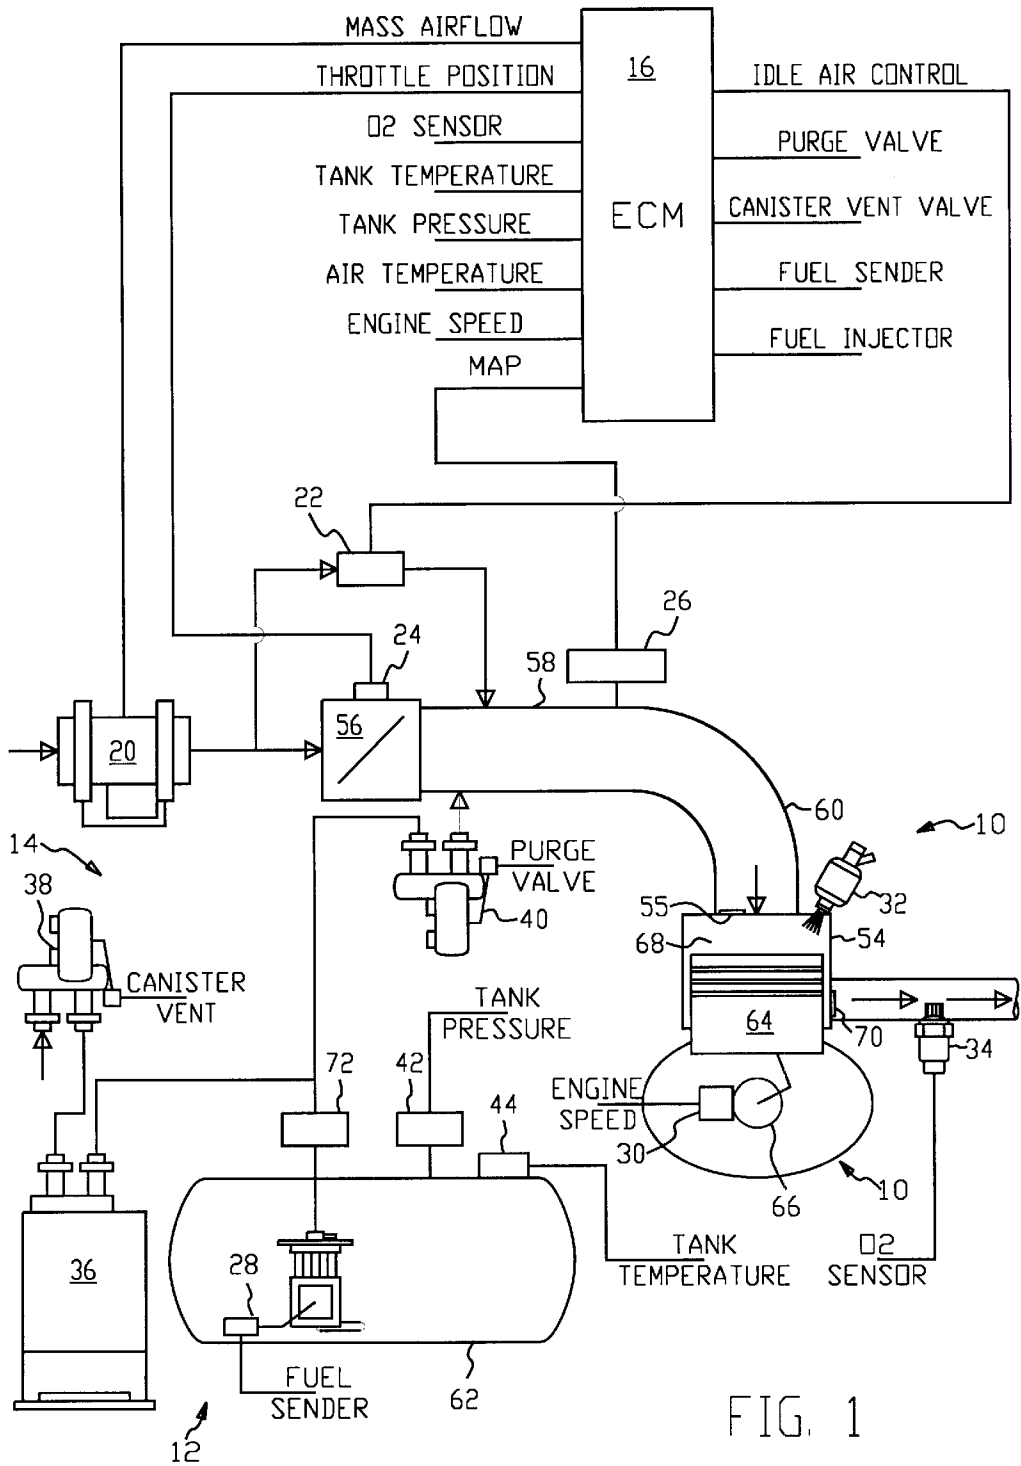 MASS AIRFLOW
THROTTLE POSITION
O2 SENSOR
TANK TEMPERATURE
TANK PRESSURE
AIR TEMPERATURE
ENGINE SPEED
MAP
16
ECM
IDLE AIR CONTROL
PURGE VALVE
CANISTER VENT VALVE
FUEL SENDER
FUEL INJECTOR
22
24
26
58
56
20
60
10
14
38
PURGE
VALVE
40
32
55
68
54
CANISTER
VENT
TANK
PRESSURE
64
70
34
72
42
44
ENGINE
SPEED
30
66
10
36
28
TANK
TEMPERATURE
O2
SENSOR
FUEL
SENDER
62
12
FIG. 1